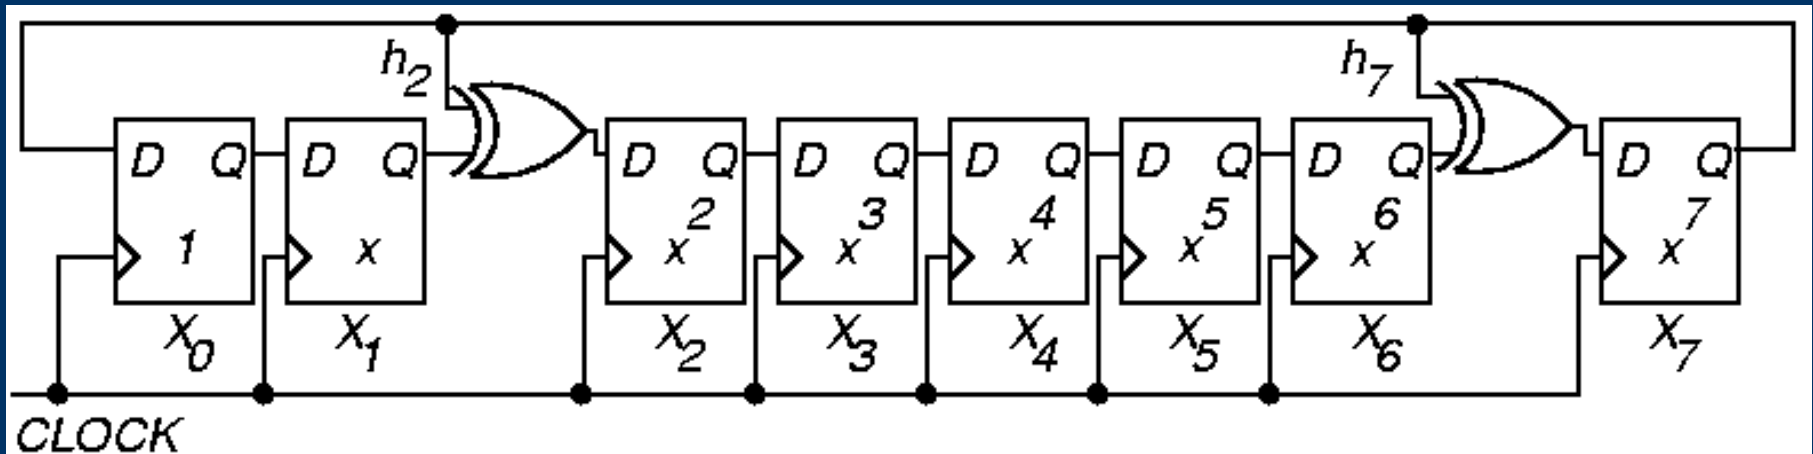 h2 h7
D Q D Q D Q D Q D Q D Q D Q D Q
1 x x2 x3 x4 x5 x6 x7
X0 X1 X2 X3 X4 X5 X6 X7
CLOCK